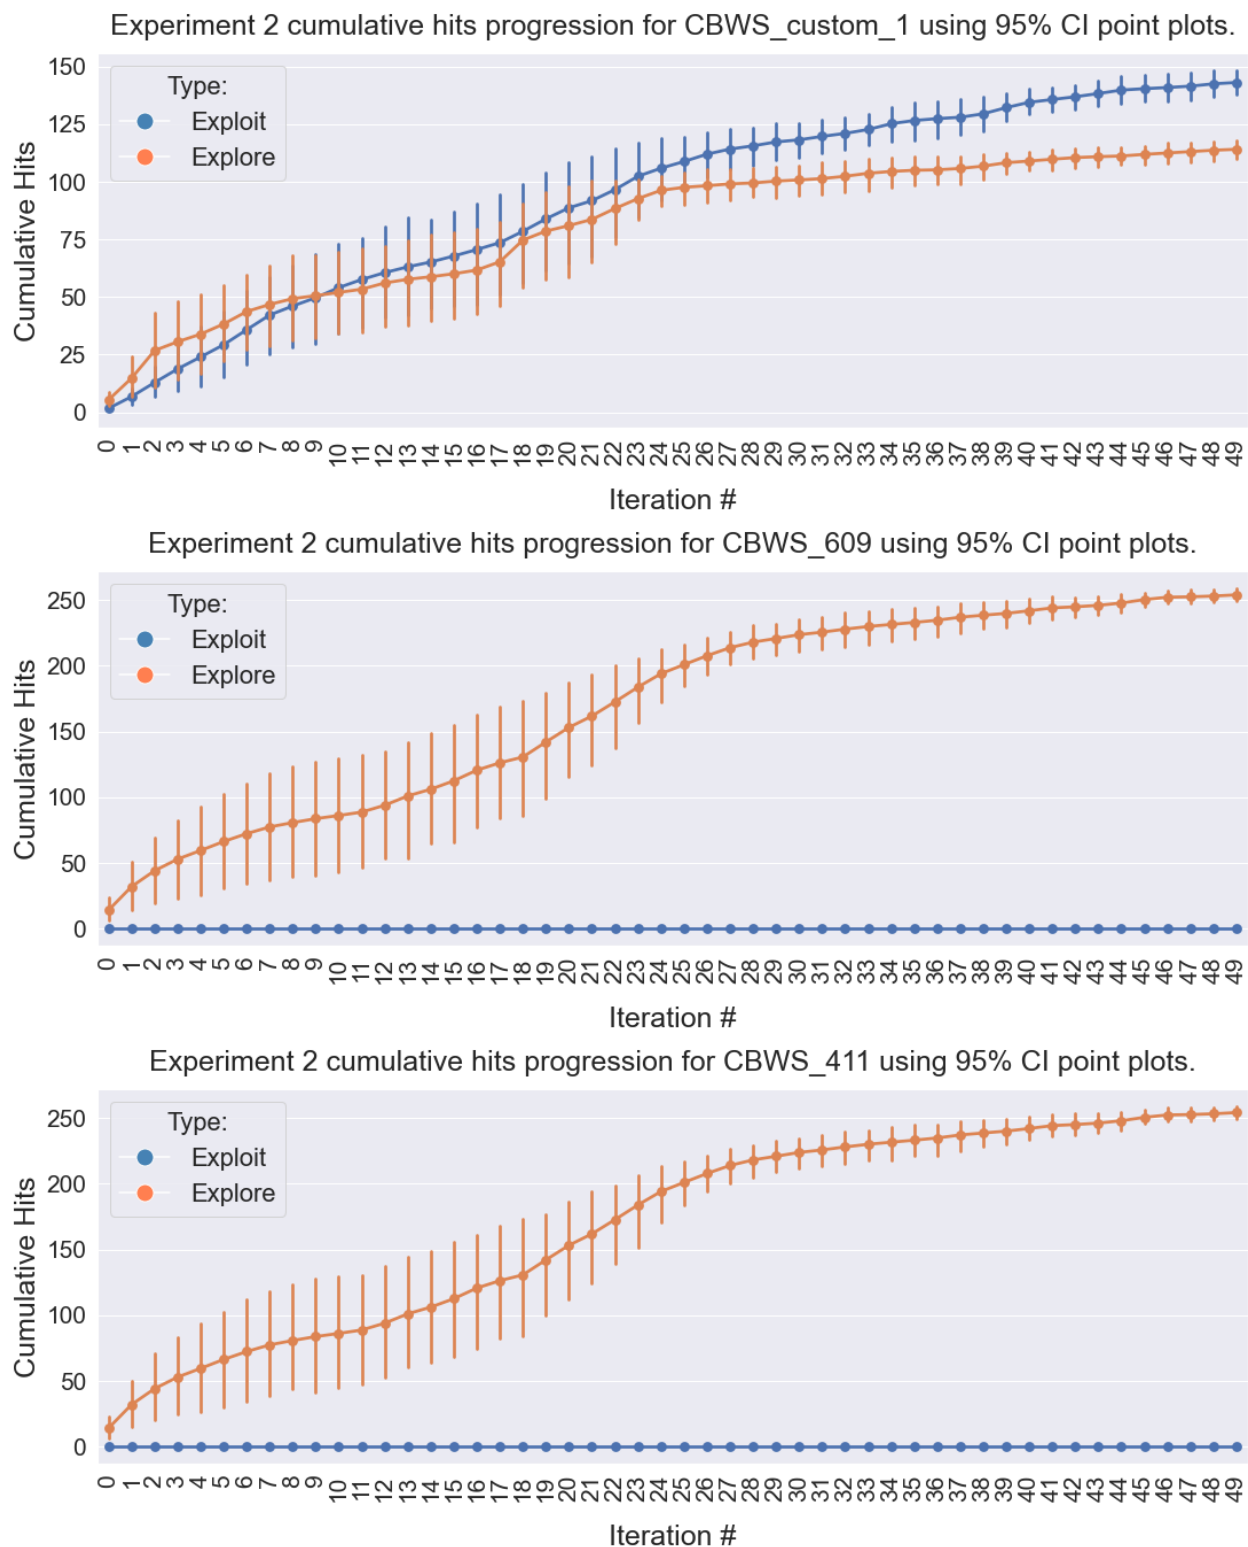 Experiment 2 cumulative hits progression for CBWS_custom_1 using 95% CI point plots.
Type:
Exploit
Explore
Cumulative Hits
150
125
100
75
50
25
0
0 1 2 3 4 5 6 7 8 9 10 11 12 13 14 15 16 17 18 19 20 21 22 23 24 25 26 27 28 29 30 31 32 33 34 35 36 37 38 39 40 41 42 43 44 45 46 47 48 49
Iteration #
Experiment 2 cumulative hits progression for CBWS_609 using 95% CI point plots.
Type:
Exploit
Explore
Cumulative Hits
250
200
150
100
50
0
0 1 2 3 4 5 6 7 8 9 10 11 12 13 14 15 16 17 18 19 20 21 22 23 24 25 26 27 28 29 30 31 32 33 34 35 36 37 38 39 40 41 42 43 44 45 46 47 48 49
Iteration #
Experiment 2 cumulative hits progression for CBWS_411 using 95% CI point plots.
Type:
Exploit
Explore
Cumulative Hits
250
200
150
100
50
0
0 1 2 3 4 5 6 7 8 9 10 11 12 13 14 15 16 17 18 19 20 21 22 23 24 25 26 27 28 29 30 31 32 33 34 35 36 37 38 39 40 41 42 43 44 45 46 47 48 49
Iteration #